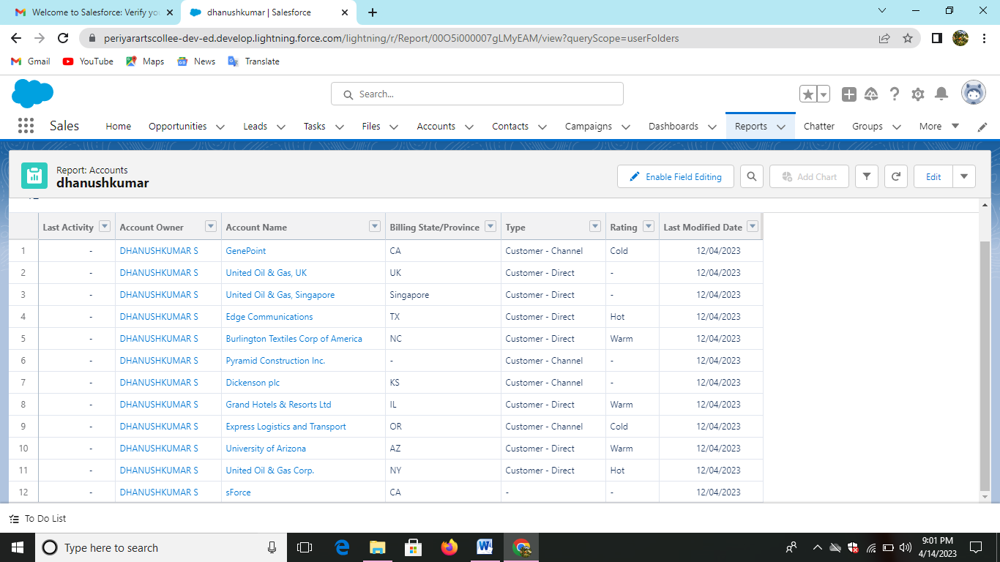 Welcome to Salesforce: Verify yo
dhanushkumar | Salesforce
periyarartscollee-dev-ed.develop.lightning.force.com/lightning/r/Report/00O5i000007gLMyEAM/view?queryScope=userFolders
Gmail YouTube Maps News Translate
Search...
Sales Home Opportunities Leads Tasks Files Accounts Contacts Campaigns Dashboards Reports Chatter Groups More
Report: Accounts
dhanushkumar
Enable Field Editing Add Chart Edit
Last Activity Account Owner Account Name Billing State/Province Type Rating Last Modified Date
1 - DHANUSHKUMAR S GenePoint CA Customer - Channel Cold 12/04/2023
2 - DHANUSHKUMAR S United Oil & Gas, UK UK Customer - Direct - 12/04/2023
3 - DHANUSHKUMAR S United Oil & Gas, Singapore Singapore Customer - Direct - 12/04/2023
4 - DHANUSHKUMAR S Edge Communications TX Customer - Direct Hot 12/04/2023
5 - DHANUSHKUMAR S Burlington Textiles Corp of America NC Customer - Direct Warm 12/04/2023
6 - DHANUSHKUMAR S Pyramid Construction Inc. - Customer - Channel - 12/04/2023
7 - DHANUSHKUMAR S Dickenson plc KS Customer - Channel - 12/04/2023
8 - DHANUSHKUMAR S Grand Hotels & Resorts Ltd IL Customer - Direct Warm 12/04/2023
9 - DHANUSHKUMAR S Express Logistics and Transport OR Customer - Channel Cold 12/04/2023
10 - DHANUSHKUMAR S University of Arizona AZ Customer - Direct Warm 12/04/2023
11 - DHANUSHKUMAR S United Oil & Gas Corp. NY Customer - Direct Hot 12/04/2023
12 - DHANUSHKUMAR S sForce CA - - 12/04/2023
To Do List
Type here to search
9:01 PM
4/14/2023